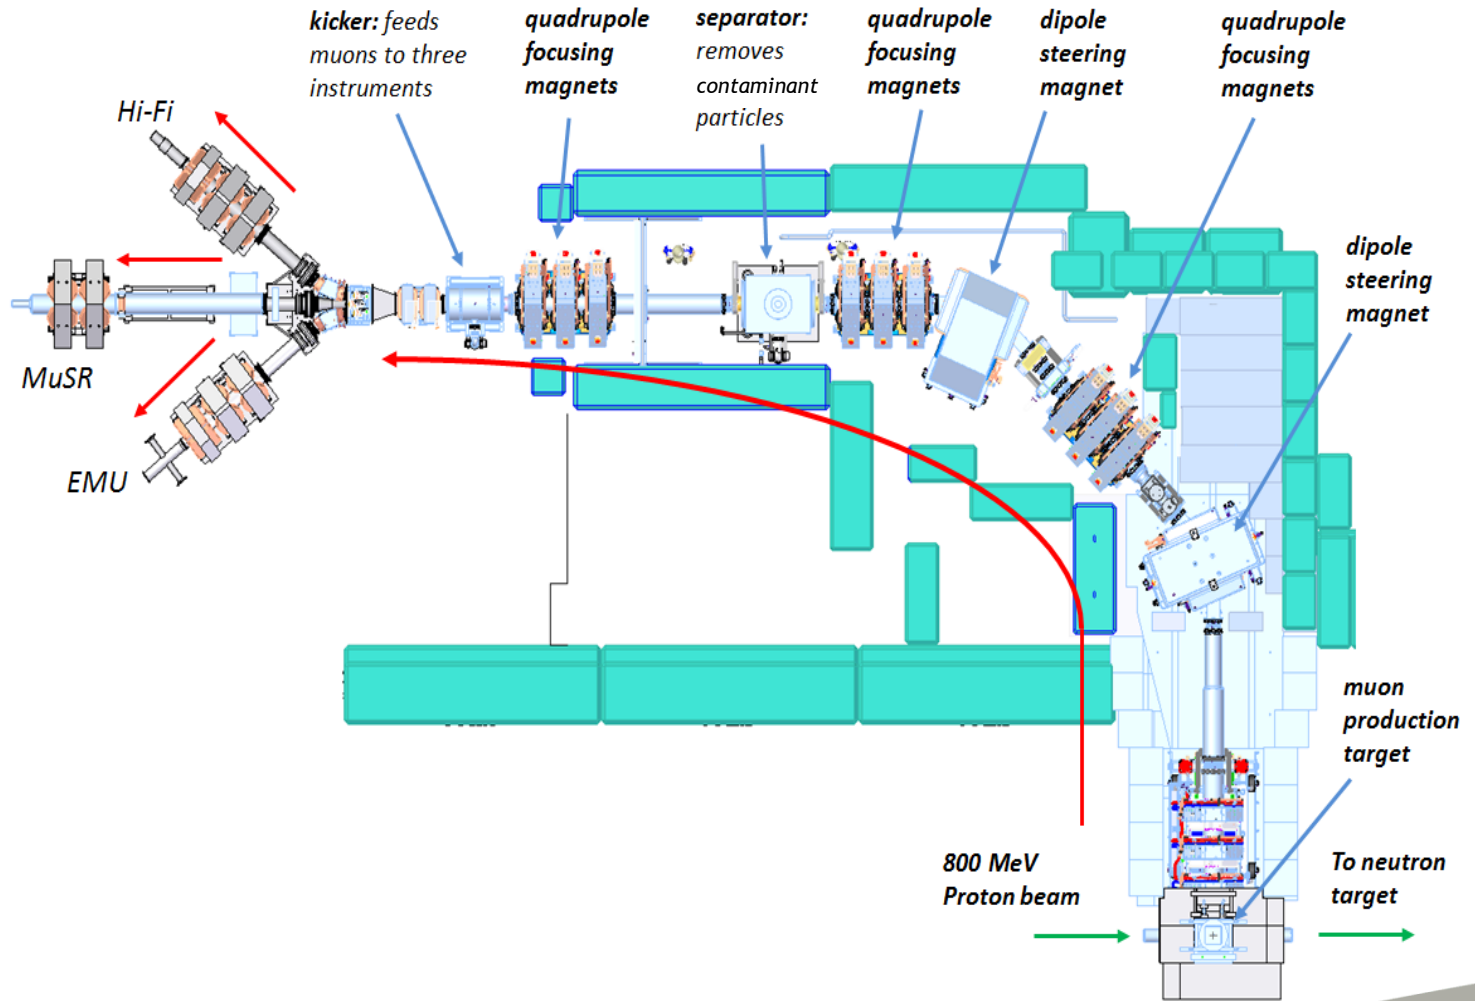 kicker: feeds
muons to three
instruments
quadrupole
focusing
magnets
separator:
removes
contaminant
particles
quadrupole
focusing
magnets
dipole
steering
magnet
quadrupole
focusing
magnets
Hi-Fi
MuSR
EMU
dipole
steering
magnet
muon
production
target
800 MeV
Proton beam
To neutron
target